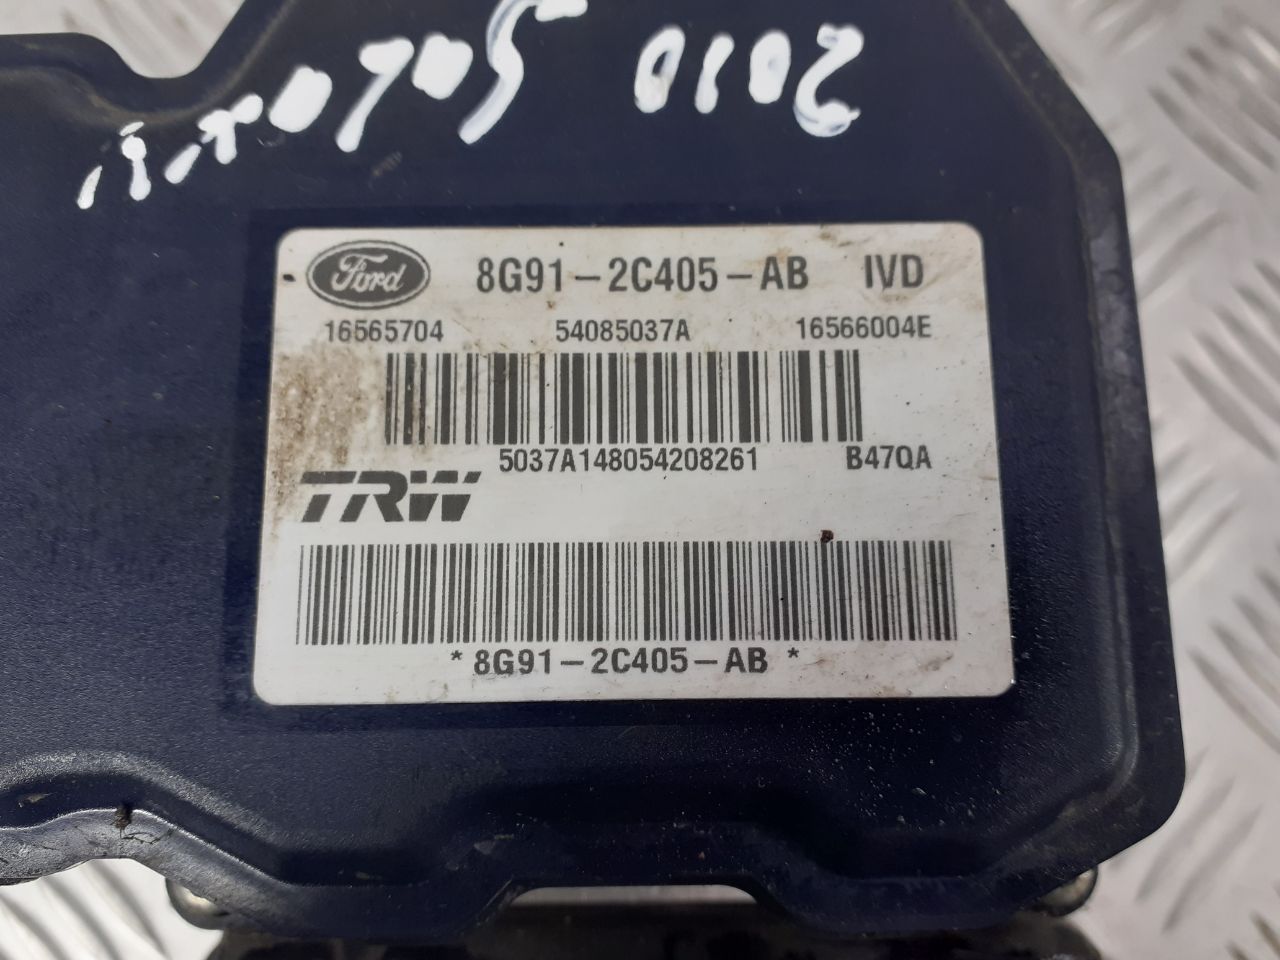 2010
Ford 8G91-2C405-AB IVD
16565704 54085037A 16566004E
5037A148054208261 B47QA
TRW
*8G91-2C405-AB*